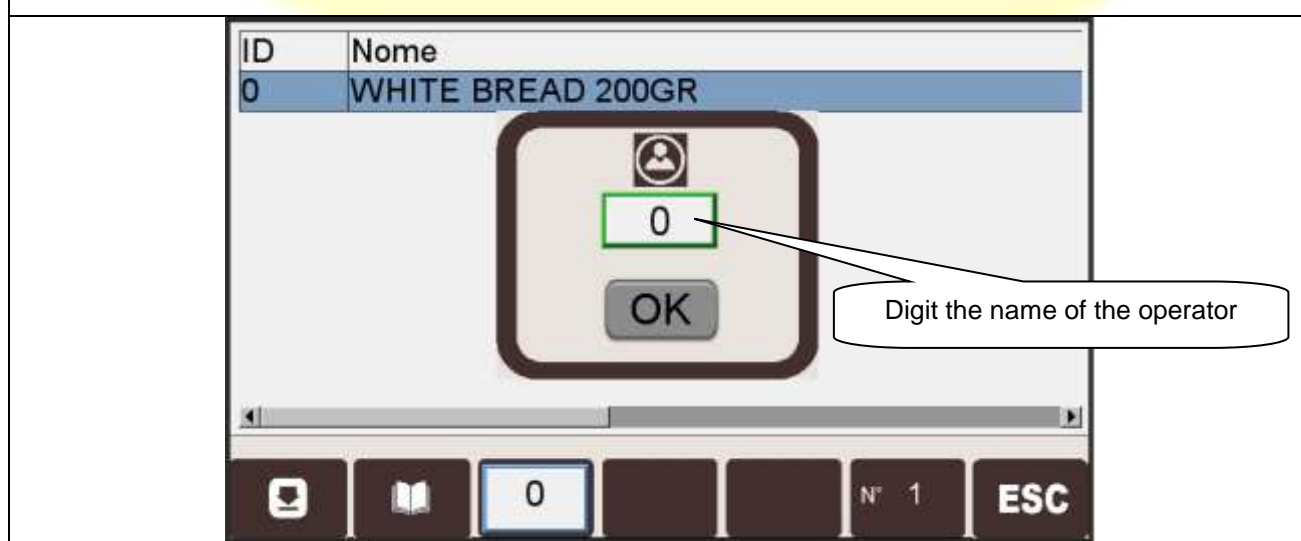 ID Nome
0 WHITE BREAD 200GR
0
Digit the name of the operator
OK
0 N° 1 ESC